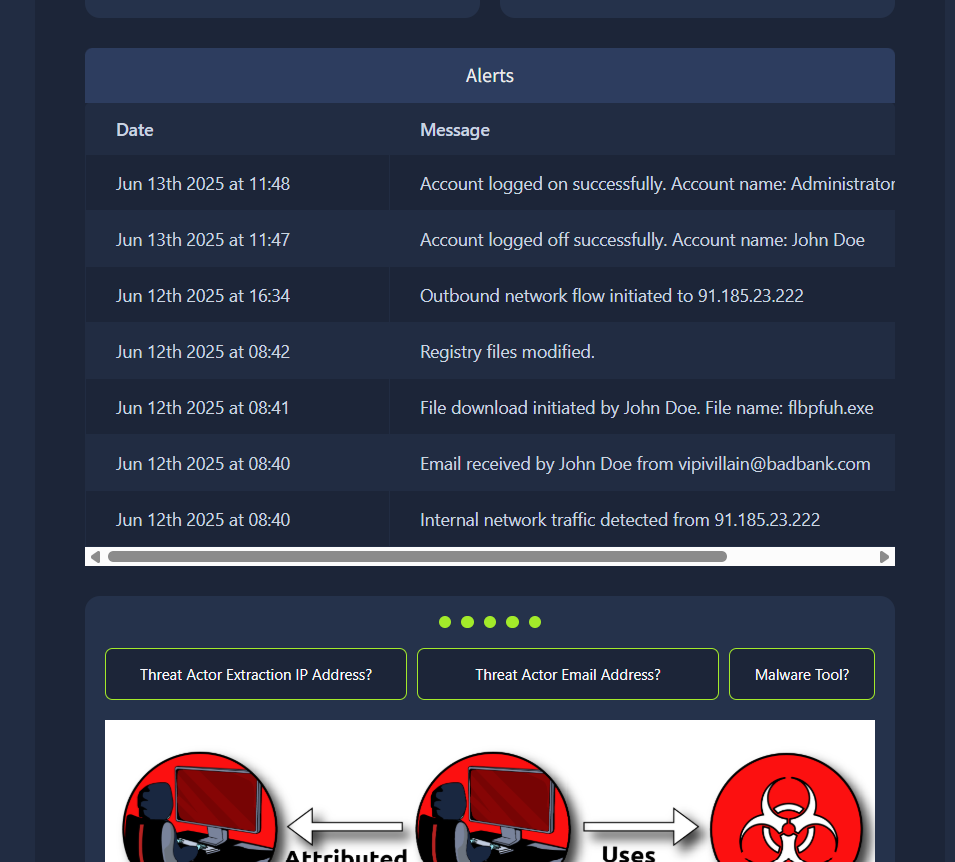 Alerts
Date Message
Jun 13th 2025 at 11:48 Account logged on successfully. Account name: Administrator
Jun 13th 2025 at 11:47 Account logged off successfully. Account name: John Doe
Jun 12th 2025 at 16:34 Outbound network flow initiated to 91.185.23.222
Jun 12th 2025 at 08:42 Registry files modified.
Jun 12th 2025 at 08:41 File download initiated by John Doe. File name: flbpfuh.exe
Jun 12th 2025 at 08:40 Email received by John Doe from vipivillain@badbank.com
Jun 12th 2025 at 08:40 Internal network traffic detected from 91.185.23.222
Threat Actor Extraction IP Address? Threat Actor Email Address? Malware Tool?
Attributed Uses